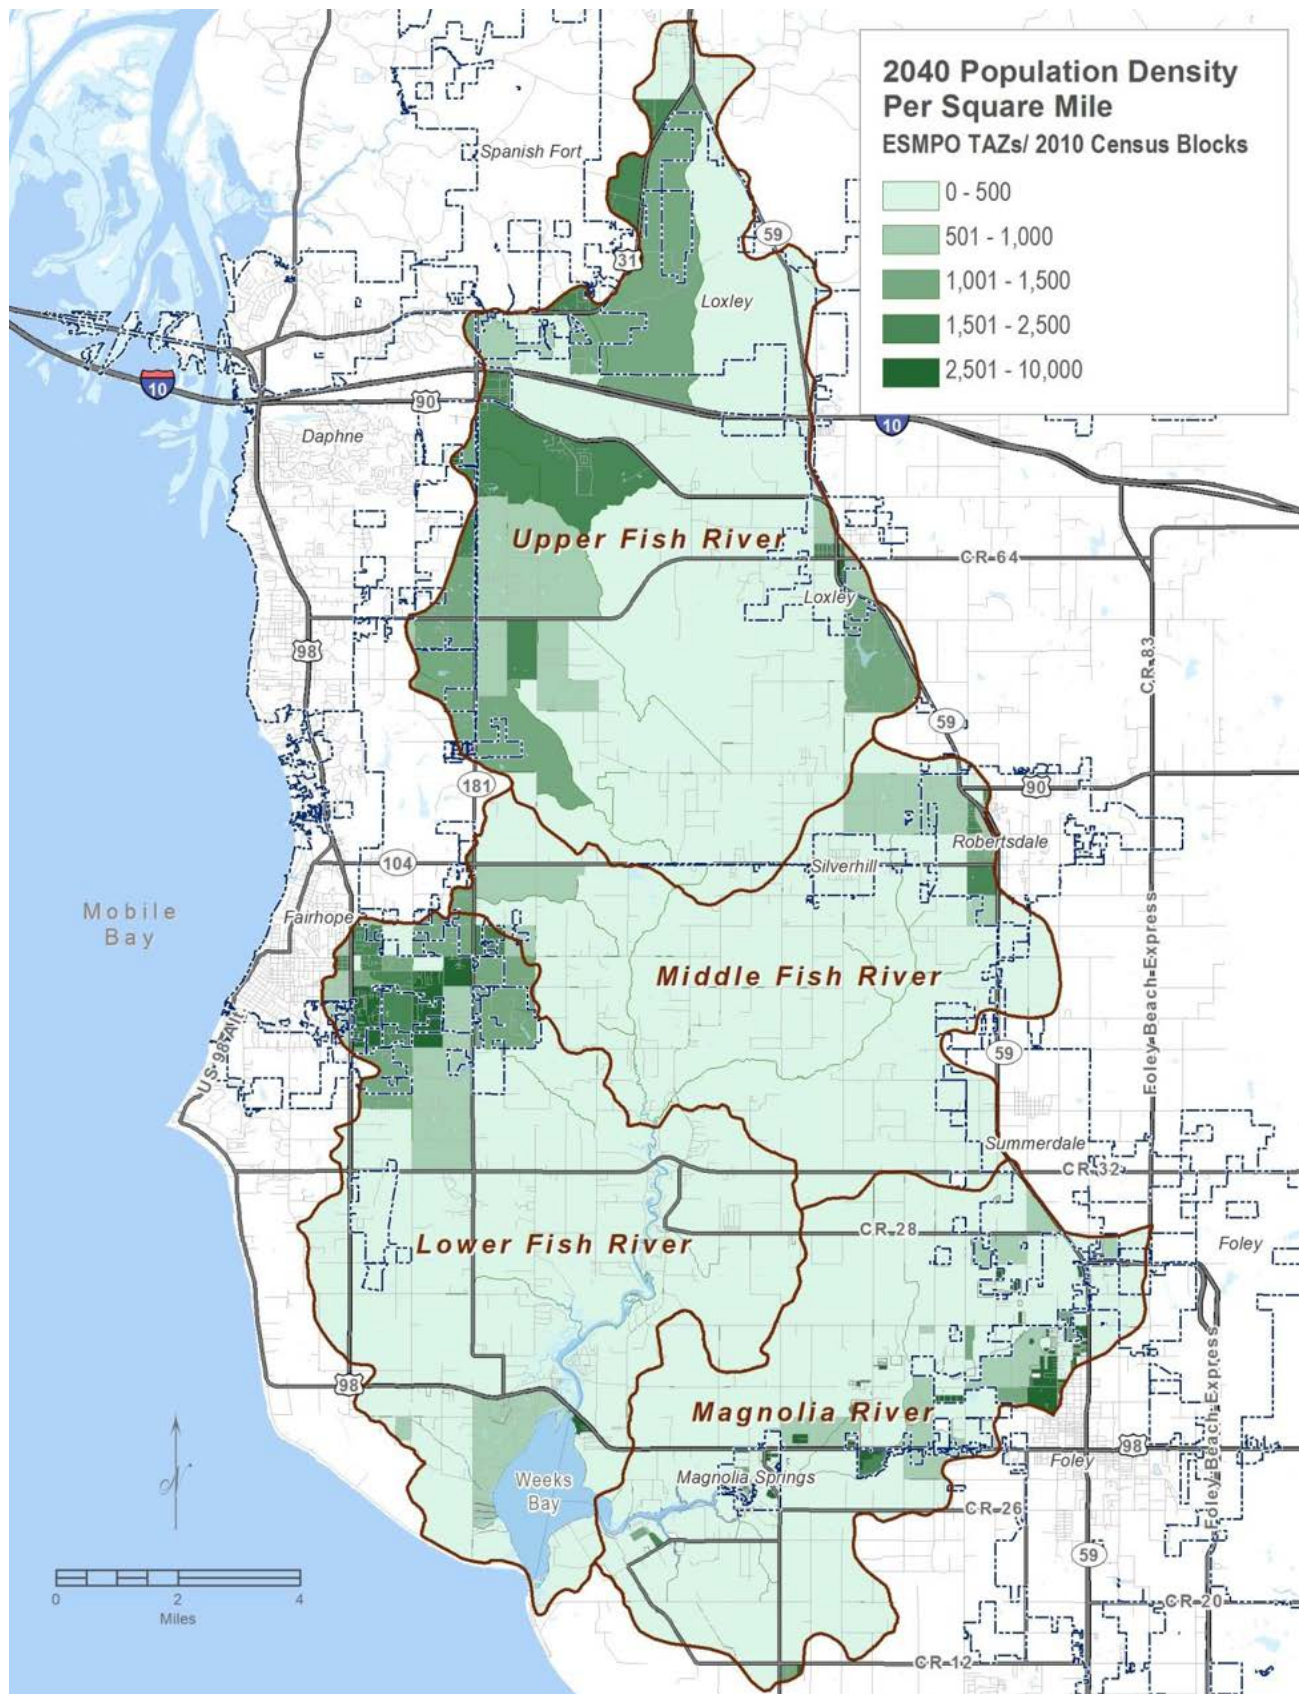 2040 Population Density
Per Square Mile
ESMPO TAZs/ 2010 Census Blocks
0 - 500
501 - 1,000
1,001 - 1,500
1,501 - 2,500
2,501 - 10,000
Spanish Fort
59
31
Loxley
10
90
10
Daphne
Upper Fish River
CR 64
Loxley
98
CR 83
59
181
90
Robertsdale
104
Silverhill
Mobile
Bay
Fairhope
Middle Fish River
Foley Beach Express
US 98 Alt
59
Summerdale
CR 32
CR 28
Foley
Lower Fish River
98
Magnolia River
Foley Beach Express
98
Foley
Weeks
Bay
Magnolia Springs
CR 26
N
59
0 2 4
Miles
CR 20
CR 12